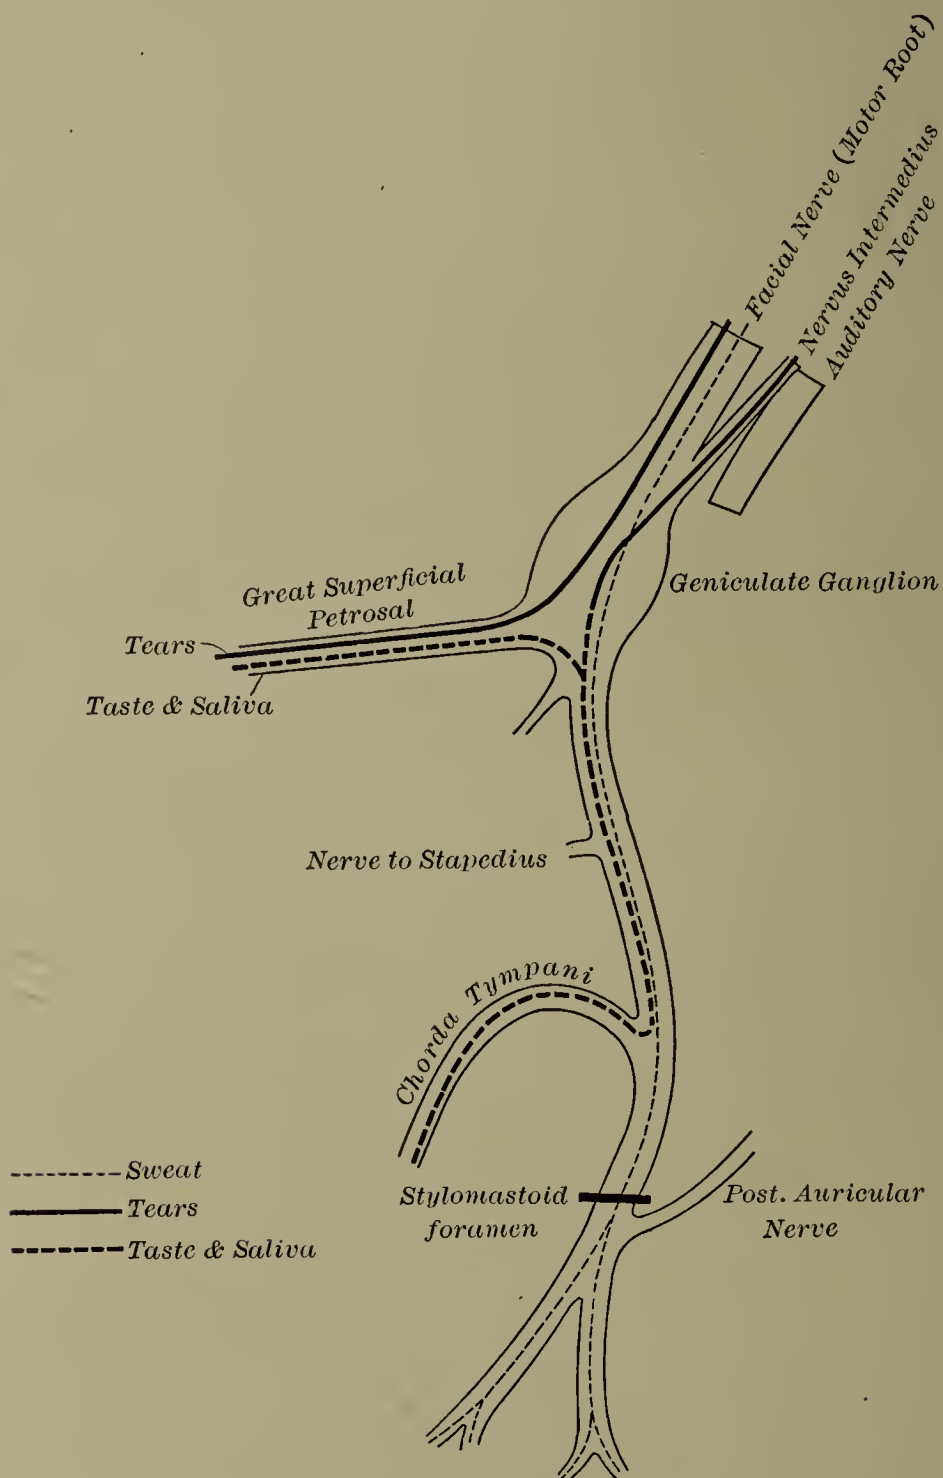 Facial Nerve (Motor Root)
Nervus Intermedius
Auditory Nerve
Great Superficial
Petrosal
Geniculate Ganglion
Tears
Taste & Saliva
Nerve to Stapedius
Chorda Tympani
Sweat
Tears
Taste & Saliva
Stylomastoid
foramen
Post. Auricular
Nerve